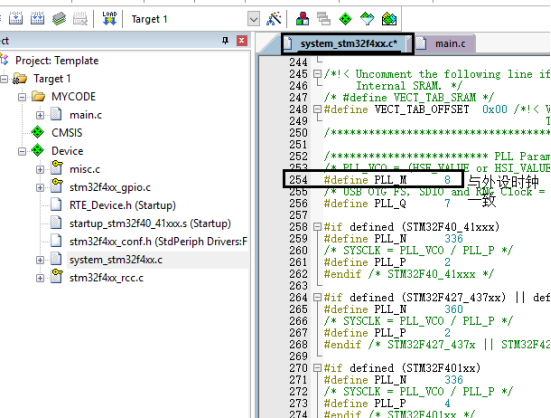 LOAD
Target 1
ect
Project: Template
Target 1
MYCODE
main.c
CMSIS
Device
misc.c
stm32f4xx_gpio.c
RTE_Device.h (Startup)
startup_stm32f40_41xxx.s (Startup)
stm32f4xx_conf.h (StdPeriph Drivers:F
system_stm32f4xx.c
stm32f4xx_rcc.c
system_stm32f4xx.c*
main.c
244
245 /*!< Uncomment the following line if
246 Internal SRAM. */
247 /* #define VECT_TAB_SRAM */
248 #define VECT_TAB_OFFSET 0x00 /*!< V
249 T
250 /***********************************
251
252 /************************* PLL Param
253 /* PLL_VCO = (HSE_VALUE or HSI_VALUE
254 #define PLL_M 8
与外设时钟
一致
255 /* USB OTG FS, SDIO and RNG Clock =
256 #define PLL_Q 7
257
258 #if defined (STM32F40_41xxx)
259 #define PLL_N 336
260 /* SYSCLK = PLL_VCO / PLL_P */
261 #define PLL_P 2
262 #endif /* STM32F40_41xxx */
263
264 #if defined (STM32F427_437xx) || def
265 #define PLL_N 360
266 /* SYSCLK = PLL_VCO / PLL_P */
267 #define PLL_P 2
268 #endif /* STM32F427_437x || STM32F42
269
270 #if defined (STM32F401xx)
271 #define PLL_N 336
272 /* SYSCLK = PLL_VCO / PLL_P */
273 #define PLL_P 4
274 #endif /* STM32F401xx */